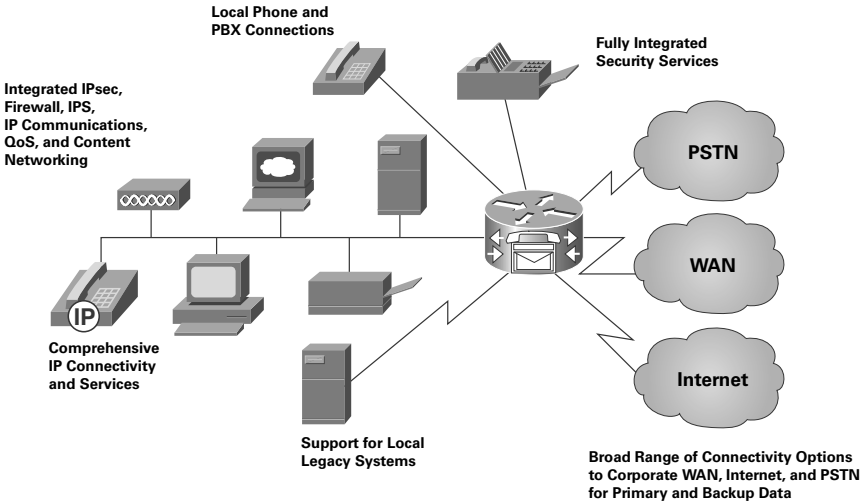 Local Phone and
PBX Connections
Fully Integrated
Security Services
Integrated IPsec,
Firewall, IPS,
IP Communications,
QoS, and Content
Networking
PSTN
WAN
IP
Comprehensive
IP Connectivity
and Services
Internet
Support for Local
Legacy Systems
Broad Range of Connectivity Options
to Corporate WAN, Internet, and PSTN
for Primary and Backup Data